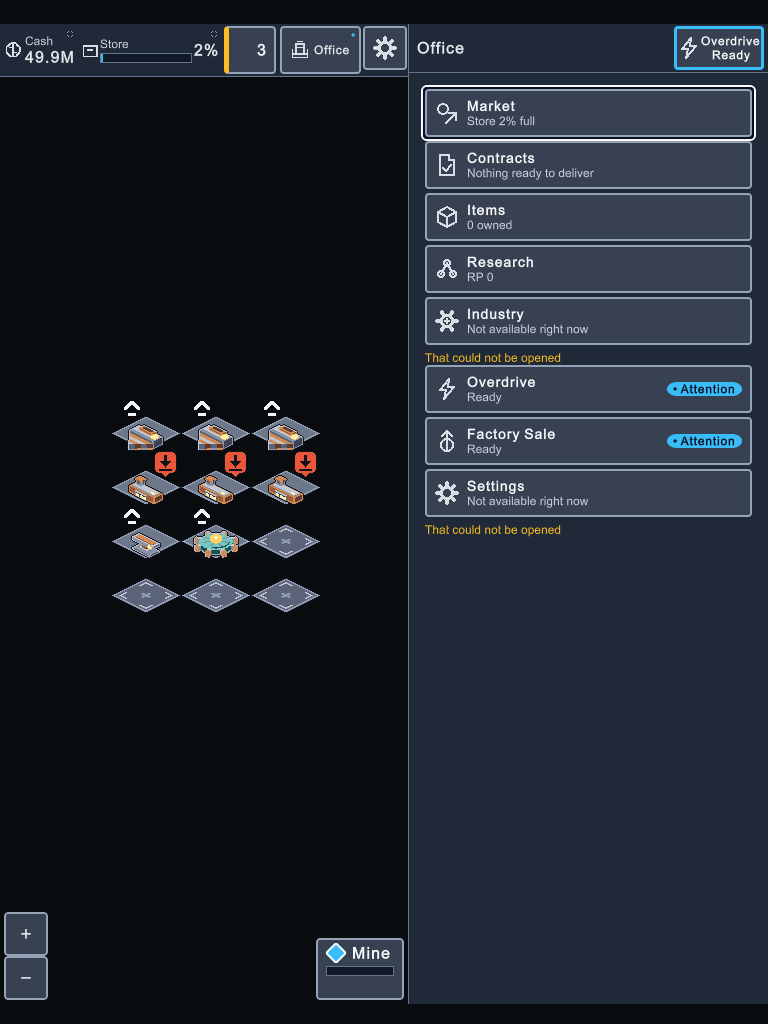 Cash
49.9M
Store
2%
3
Office
Office
Overdrive
Ready
Market
Store 2% full
Contracts
Nothing ready to deliver
Items
0 owned
Research
RP 0
Industry
Not available right now
That could not be opened
Overdrive
Ready
• Attention
Factory Sale
Ready
• Attention
Settings
Not available right now
That could not be opened
+
−
Mine